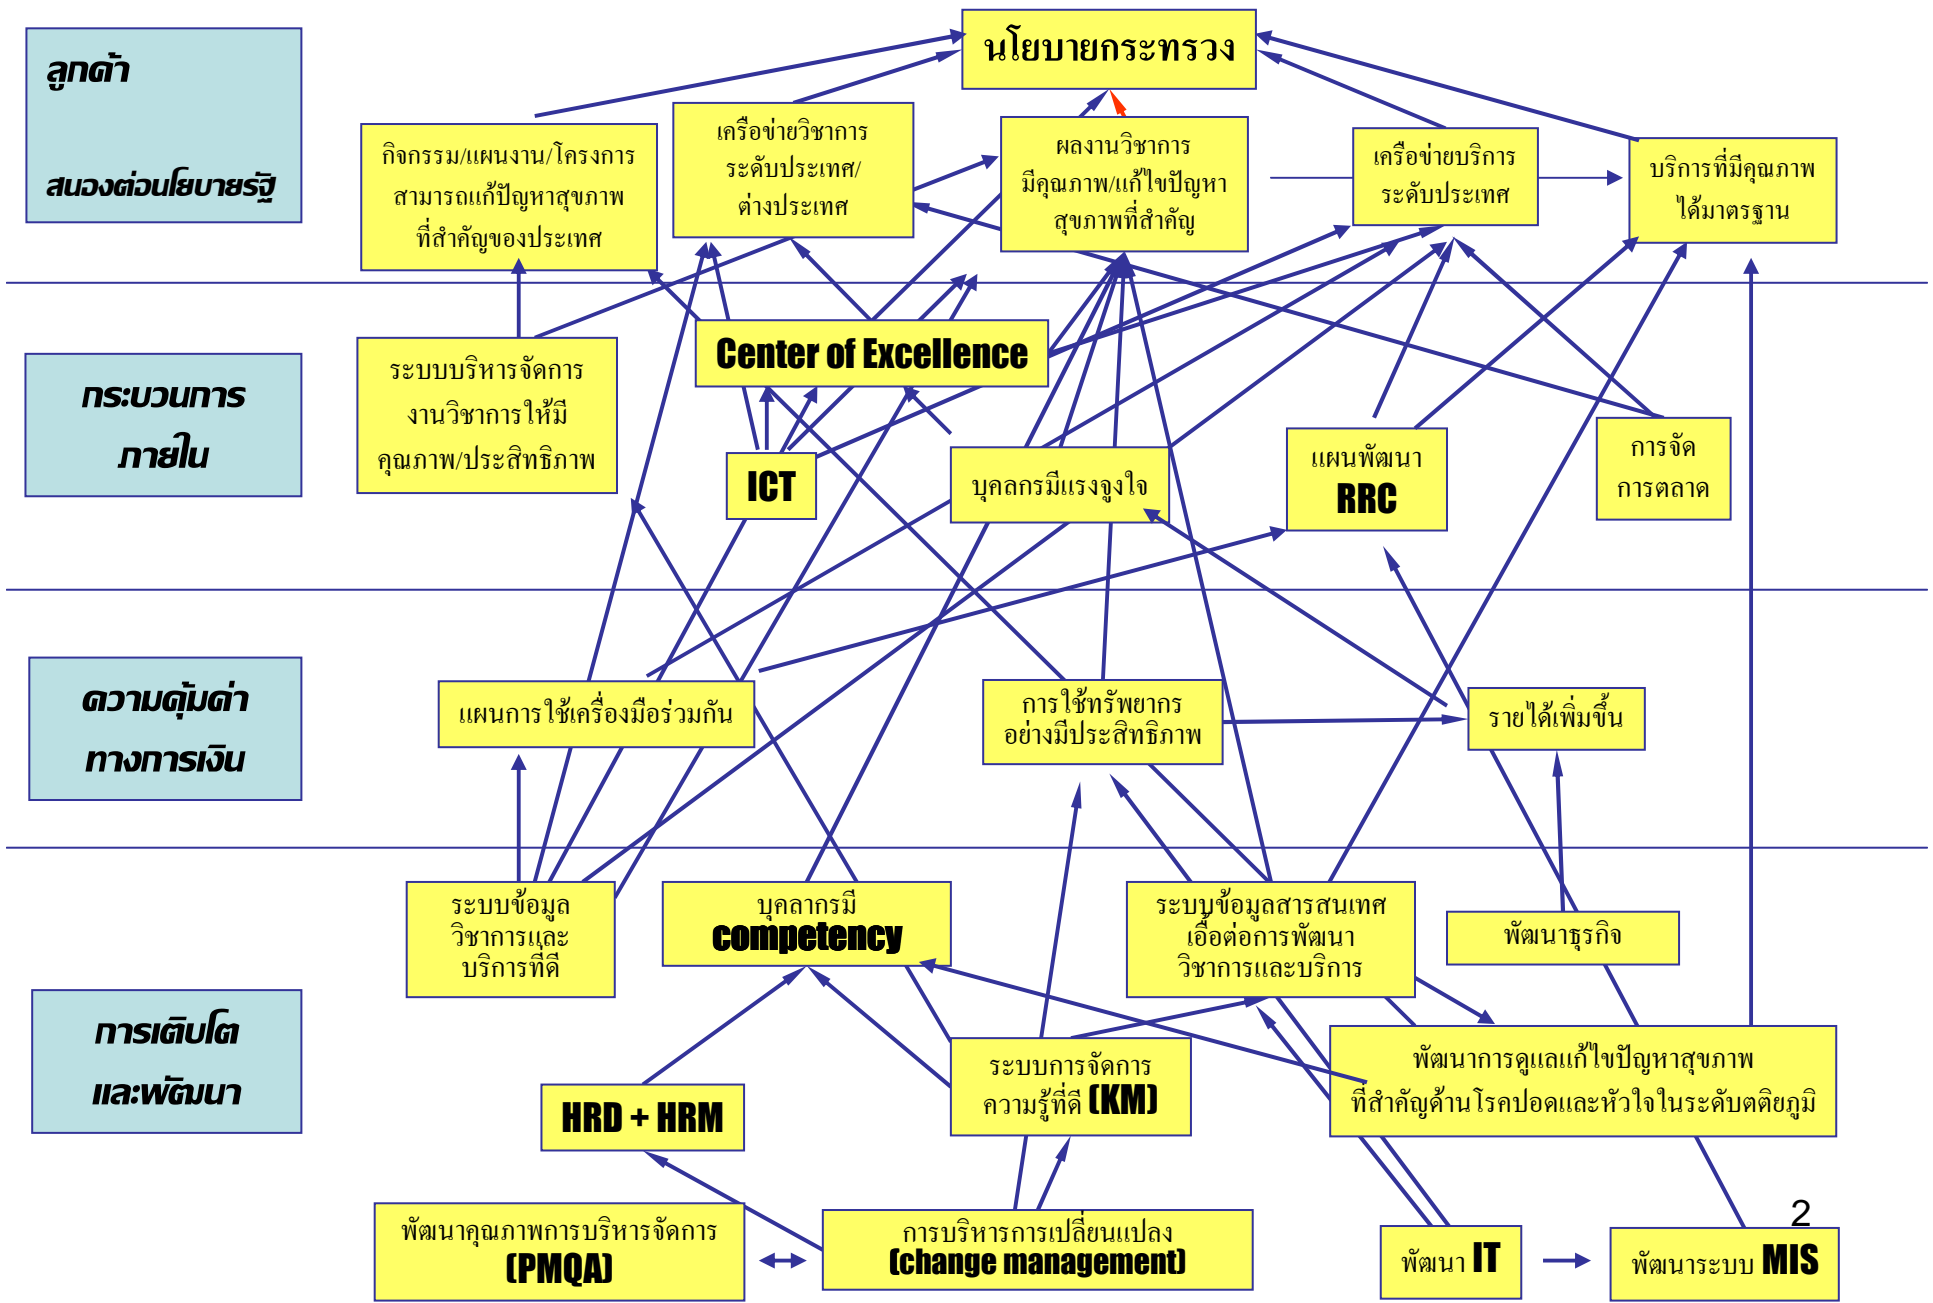 นโยบายกระทรวง
ลูกค้า
สนองต่อนโยบายรัฐ
กิจกรรม/แผนงาน/โครงการ
สามารถแก้ปัญหาสุขภาพ
ที่สำคัญของประเทศ
เครือข่ายวิชาการ
ระดับประเทศ/
ต่างประเทศ
ผลงานวิชาการ
มีคุณภาพ/แก้ไขปัญหา
สุขภาพที่สำคัญ
เครือข่ายบริการ
ระดับประเทศ
บริการที่มีคุณภาพ
ได้มาตรฐาน
กระบวนการ
ภายใน
ระบบบริหารจัดการ
งานวิชาการให้มี
คุณภาพ/ประสิทธิภาพ
Center of Excellence
ICT
บุคลกรมีแรงจูงใจ
แผนพัฒนา
RRC
การจัด
การตลาด
ความคุ้มค่า
ทางการเงิน
แผนการใช้เครื่องมือร่วมกัน
การใช้ทรัพยากร
อย่างมีประสิทธิภาพ
รายได้เพิ่มขึ้น
การเติบโต
และพัฒนา
ระบบข้อมูล
วิชาการและ
บริการที่ดี
บุคลากรมี
competency
ระบบข้อมูลสารสนเทศ
เอื้อต่อการพัฒนา
วิชาการและบริการ
พัฒนาธุรกิจ
HRD + HRM
ระบบการจัดการ
ความรู้ที่ดี (KM)
พัฒนาการดูแลแก้ไขปัญหาสุขภาพ
ที่สำคัญด้านโรคปอดและหัวใจในระดับตติยภูมิ
พัฒนาคุณภาพการบริหารจัดการ
(PMQA)
การบริหารการเปลี่ยนแปลง
(change management)
พัฒนา IT
พัฒนาระบบ MIS
2